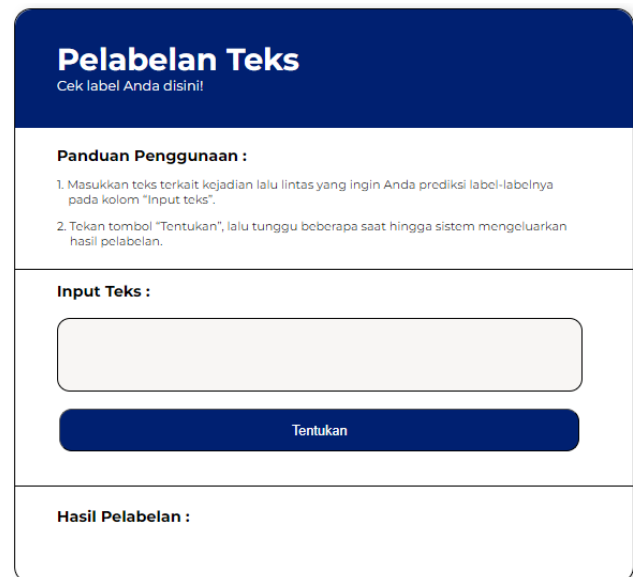 Pelabelan Teks
Cek label Anda disini!
Panduan Penggunaan :
1. Masukkan teks terkait kejadian lalu lintas yang ingin Anda prediksi label-labelnya
pada kolom “Input teks”.
2. Tekan tombol “Tentukan”, lalu tunggu beberapa saat hingga sistem mengeluarkan
hasil pelabelan.
Input Teks :
Tentukan
Hasil Pelabelan :